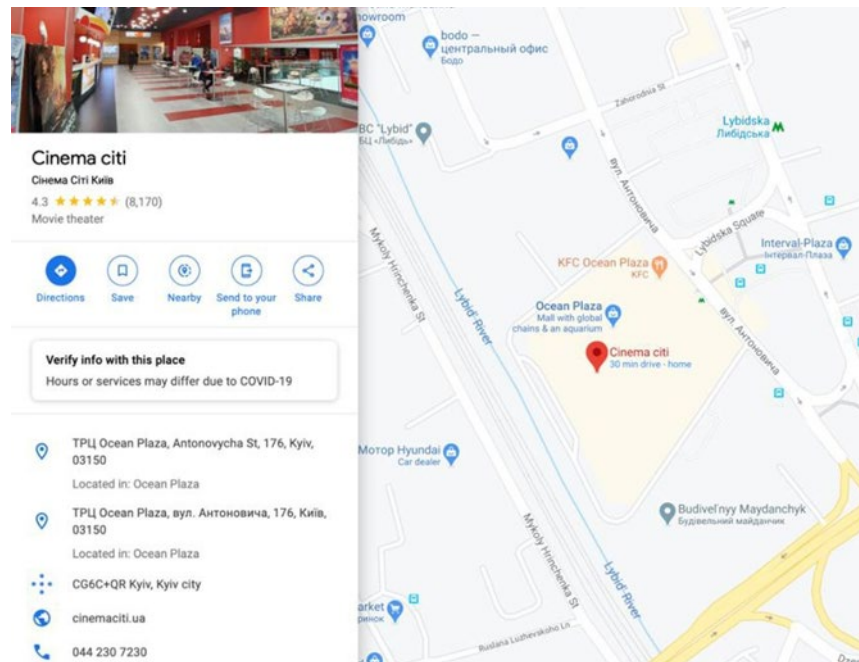 Cinema citi
Сінема Сіті Київ
4.3 (8,170)
Movie theater
Directions
Save
Nearby
Send to your
phone
Share
Verify info with this place
Hours or services may differ due to COVID-19
ТРЦ Ocean Plaza, Antonovycha St, 176, Kyiv,
03150
Located in: Ocean Plaza
ТРЦ Ocean Plaza, вул. Антоновича, 176, Київ,
03150
Located in: Ocean Plaza
CG6C+QR Kyiv, Kyiv city
cinemaciti.ua
044 230 7230
howroom
bodo —
центральный офис
Бодо
Zahorodnia St
Lybidska
Либідська
BC "Lybid"
БЦ «Либідь»
вул. Антоновича
Lybidska Square
Interval-Plaza
Інтервал-Плаза
KFC Ocean Plaza
KFC
Mykoly Hrinchenka St
Lybid' River
Ocean Plaza
Mall with global
chains & an aquarium
вул. Антоновича
Cinema citi
30 min drive - home
Мотор Hyundai
Car dealer
Budivel'nyy Maydanchyk
Будівельний майданчик
Mykoly Hrinchenka St
Lybid' River
arket
ринок
Ruslana Luzhevskoho Ln